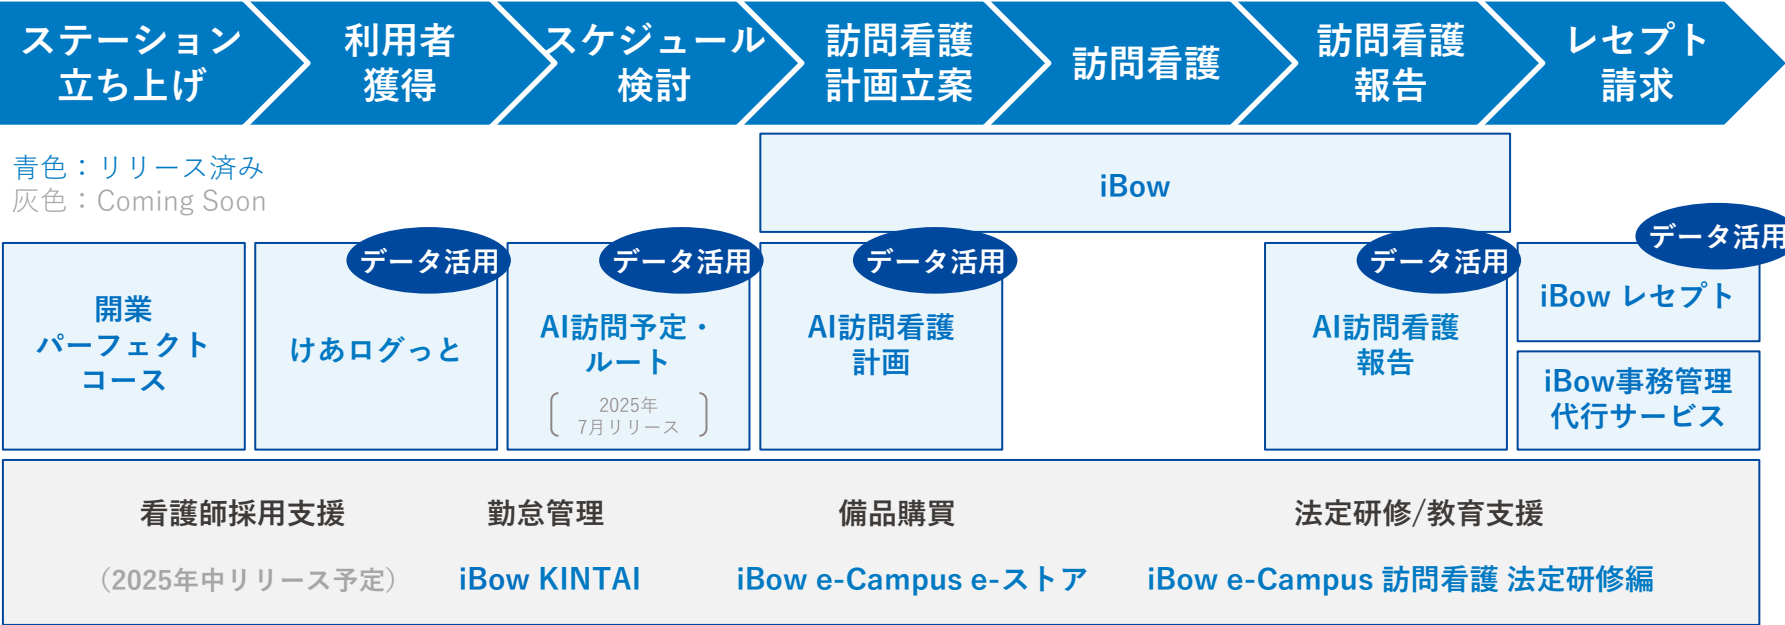 ステーション
立ち上げ
利用者
獲得
スケジュール
検討
訪問看護
計画立案
訪問看護
訪問看護
報告
レセプト
請求
青色：リリース済み
灰色：Coming Soon
iBow
開業
パーフェクト
コース
データ活用
けあログっと
データ活用
AI訪問予定・
ルート
2025年
7月リリース
データ活用
AI訪問看護
計画
データ活用
AI訪問看護
報告
データ活用
iBow レセプト
iBow事務管理
代行サービス
看護師採用支援
（2025年中リリース予定）
勤怠管理
iBow KINTAI
備品購買
iBow e-Campus e-ストア
法定研修/教育支援
iBow e-Campus 訪問看護 法定研修編